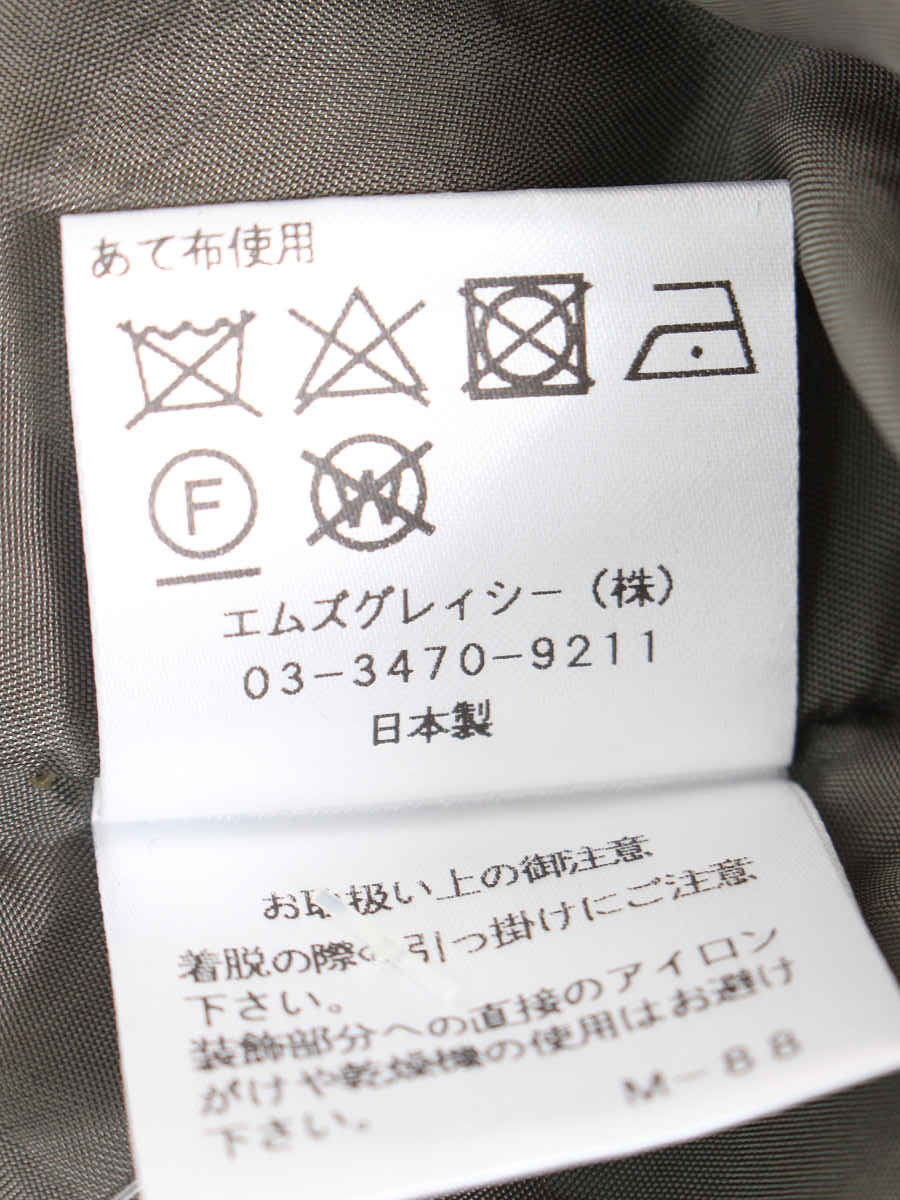 あて布使用
F
W
エムズグレイシー(株)
03-3470-9211
日本製
お取扱い上の御注意
着脱の際の引っ掛けにご注意
下さい。
装飾部分への直接のアイロン
がけや乾燥機の使用はお避け
下さい。
M-88